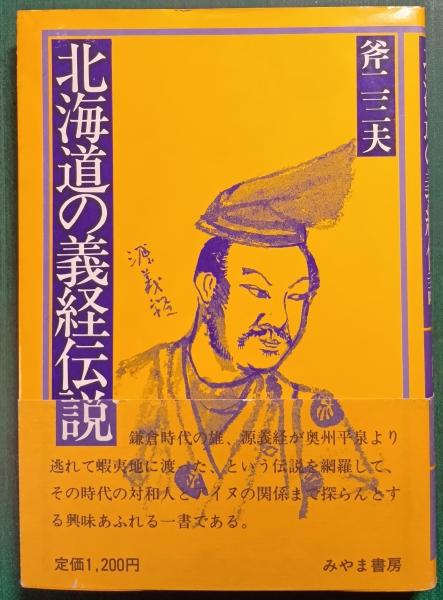 北海道の義経伝説
斧二三夫
源義経
鎌倉時代の雄、源義経が奥州平泉より
逃れて蝦夷地に渡った、という伝説を網羅して、
その時代の対和人とアイヌの関係まで探らんとす
る興味あふれる一書である。
定価1,200円
みやま書房